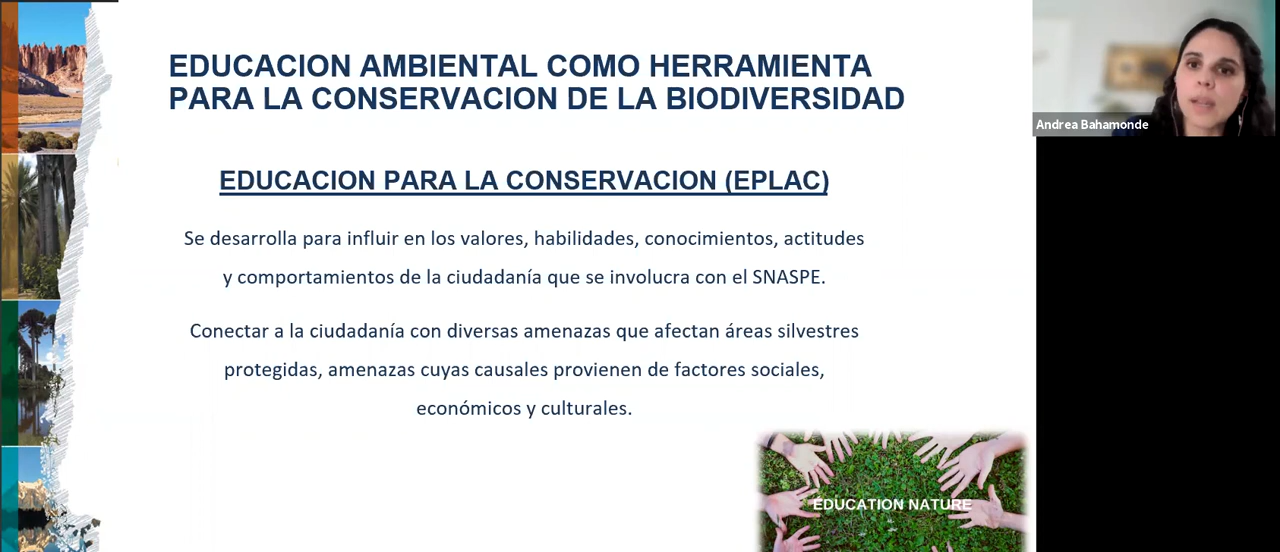 EDUCACION AMBIENTAL COMO HERRAMIENTA
PARA LA CONSERVACION DE LA BIODIVERSIDAD
Andrea Bahamonde
EDUCACION PARA LA CONSERVACION (EPLAC)
Se desarrolla para influir en los valores, habilidades, conocimientos, actitudes
y comportamientos de la ciudadanía que se involucra con el SNASPE.
Conectar a la ciudadanía con diversas amenazas que afectan áreas silvestres
protegidas, amenazas cuyas causales provienen de factores sociales,
económicos y culturales.
EDUCATION NATURE